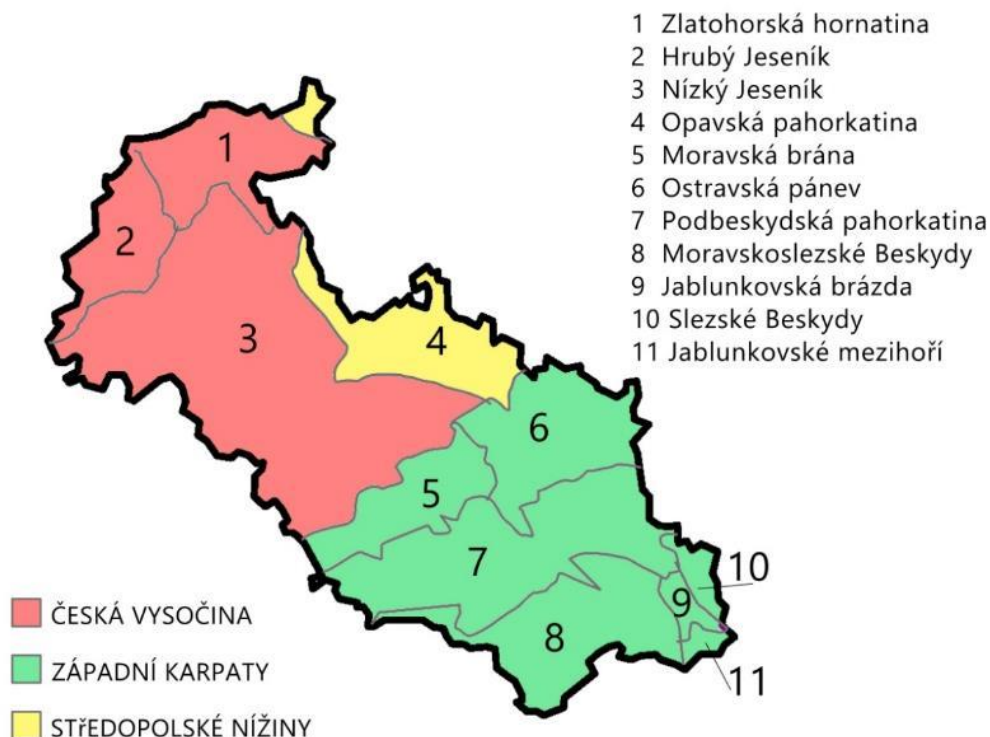 1 Zlatohorská hornatina
2 Hrubý Jeseník
3 Nízký Jeseník
4 Opavská pahorkatina
5 Moravská brána
6 Ostravská pánev
7 Podbeskydská pahorkatina
8 Moravskoslezské Beskydy
9 Jablunkovská brázda
10 Slezské Beskydy
11 Jablunkovské mezihoří
1
2
3
4
6
5
7
10
9
8
11
ČESKÁ VYSOČINA
ZÁPADNÍ KARPATY
STřEDOPOLSKÉ NÍŽINY